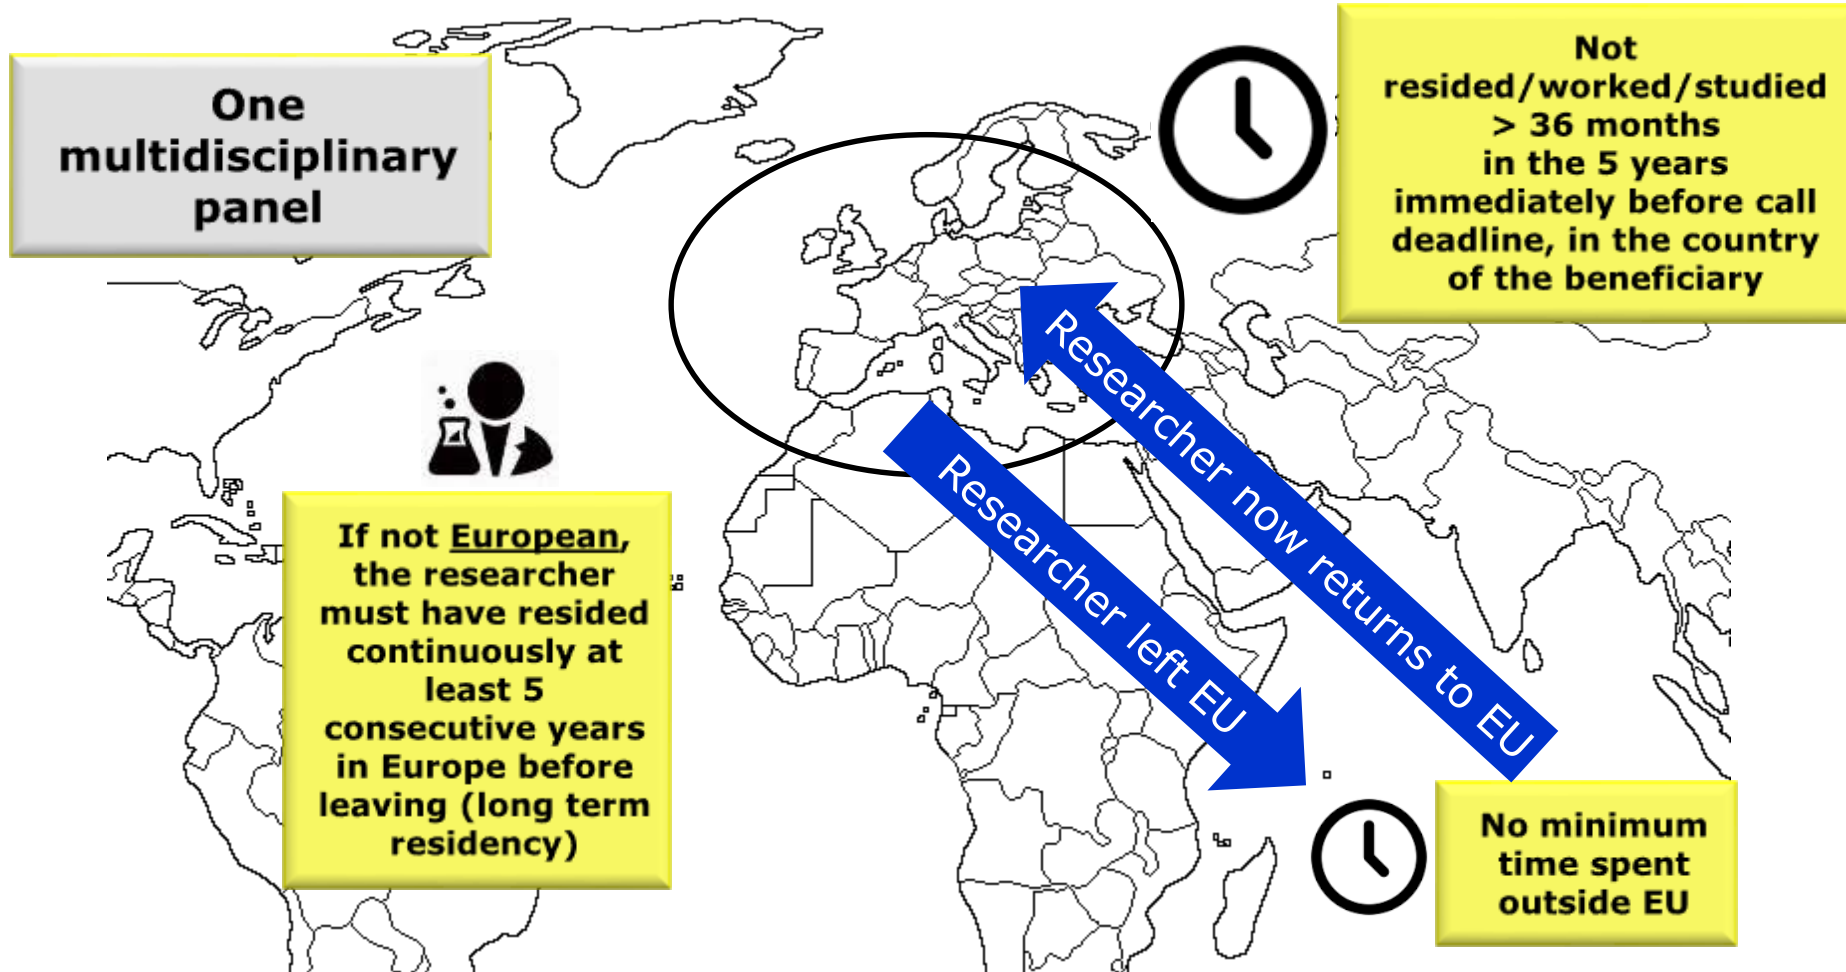 One
multidisciplinary
panel
Not
resided/worked/studied
> 36 months
in the 5 years
immediately before call
deadline, in the country
of the beneficiary
Researcher now returns to EU
Researcher left EU
If not European,
the researcher
must have resided
continuously at
least 5
consecutive years
in Europe before
leaving (long term
residency)
No minimum
time spent
outside EU